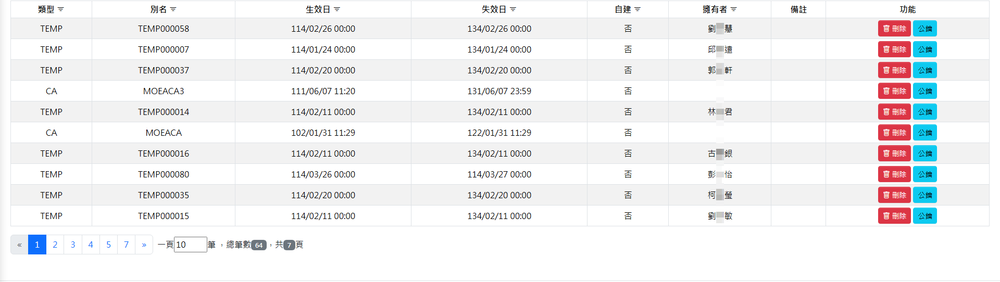 類型 別名 生效日 失效日 自建 擁有者 備註 功能
TEMP TEMP000058 114/02/26 00:00 134/02/26 00:00 否 劉 慧 刪除 公鑰
TEMP TEMP000007 114/01/24 00:00 134/01/24 00:00 否 邱 遠 刪除 公鑰
TEMP TEMP000037 114/02/20 00:00 134/02/20 00:00 否 郭 軒 刪除 公鑰
CA MOEACA3 111/06/07 11:20 131/06/07 23:59 否 刪除 公鑰
TEMP TEMP000014 114/02/11 00:00 134/02/11 00:00 否 林 君 刪除 公鑰
CA MOEACA 102/01/31 11:29 122/01/31 11:29 否 刪除 公鑰
TEMP TEMP000016 114/02/11 00:00 134/02/11 00:00 否 古 銀 刪除 公鑰
TEMP TEMP000080 114/03/26 00:00 114/03/27 00:00 否 彭 怡 刪除 公鑰
TEMP TEMP000035 114/02/20 00:00 134/02/20 00:00 否 柯 瑩 刪除 公鑰
TEMP TEMP000015 114/02/11 00:00 134/02/11 00:00 否 劉 敏 刪除 公鑰
« 1 2 3 4 5 7 » 一頁 10 筆，總筆數 64，共 7 頁